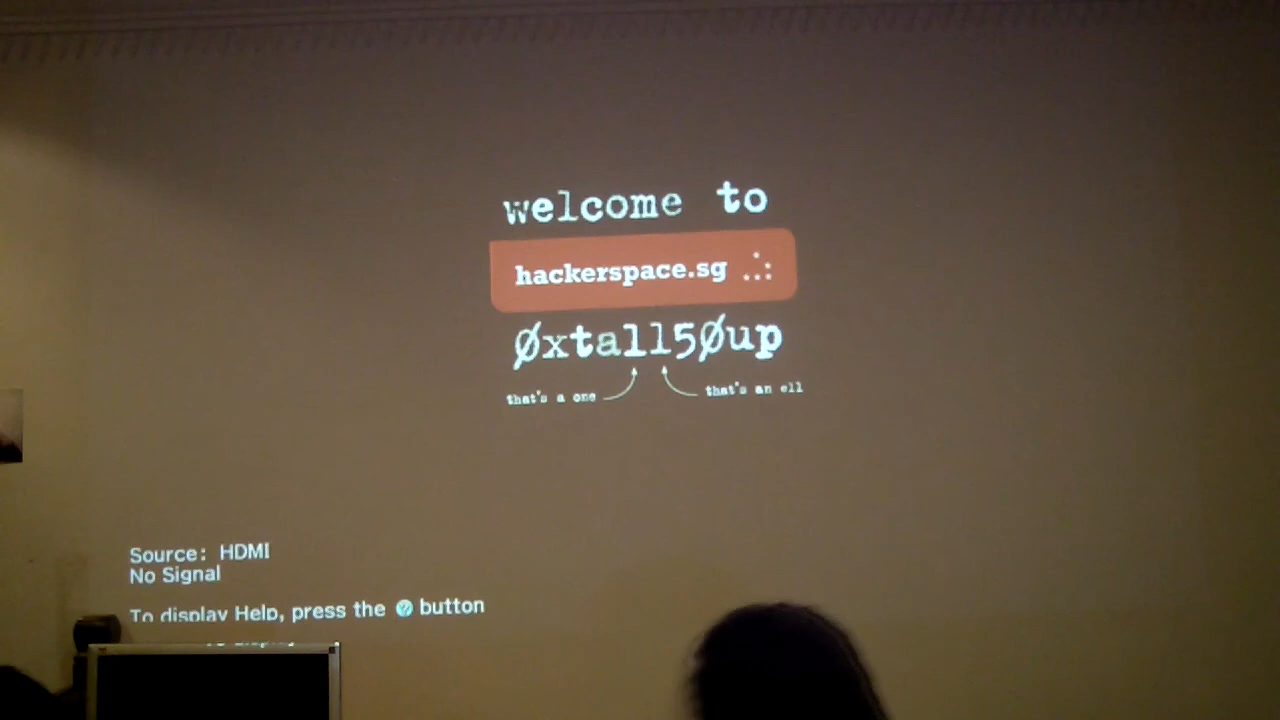 welcome to
hackerspace.sg
Øxtal1l5Øup
that's a one
that's an ell
Source: HDMI
No Signal
To display Help, press the ? button